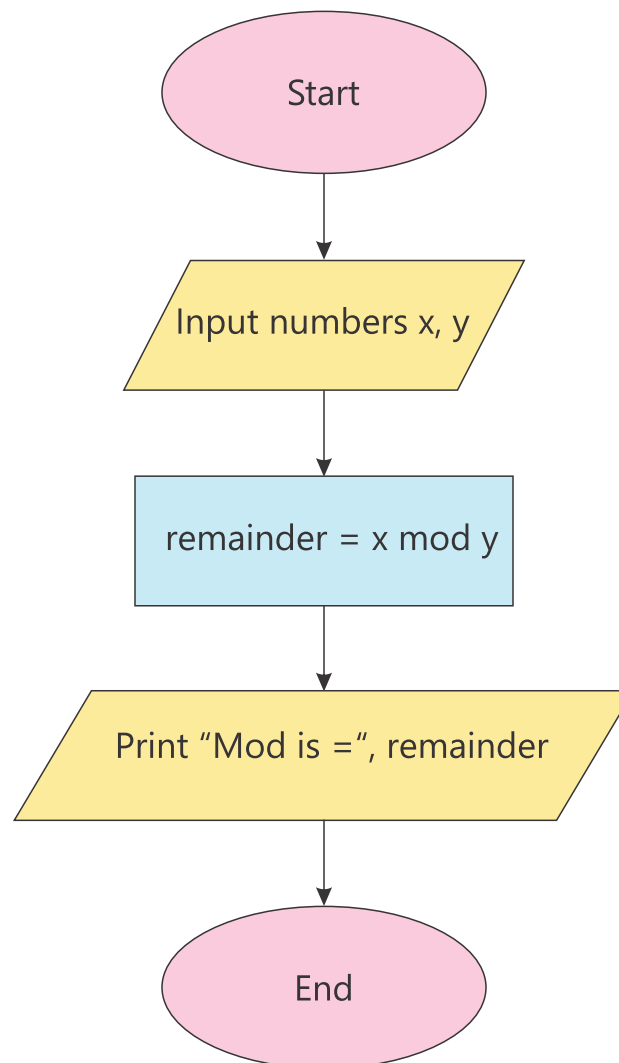 Start
Input numbers x, y
remainder = x mod y
Print “Mod is =“, remainder
End